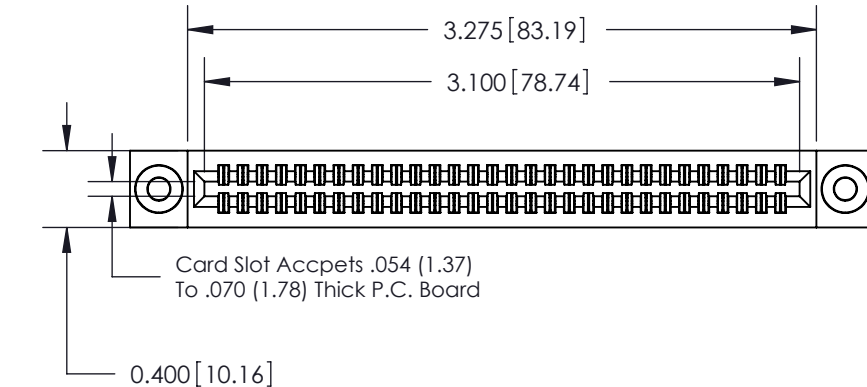 3.275[83.19]
3.100[78.74]
Card Slot Accpets .054 (1.37)
To .070 (1.78) Thick P.C. Board
0.400[10.16]